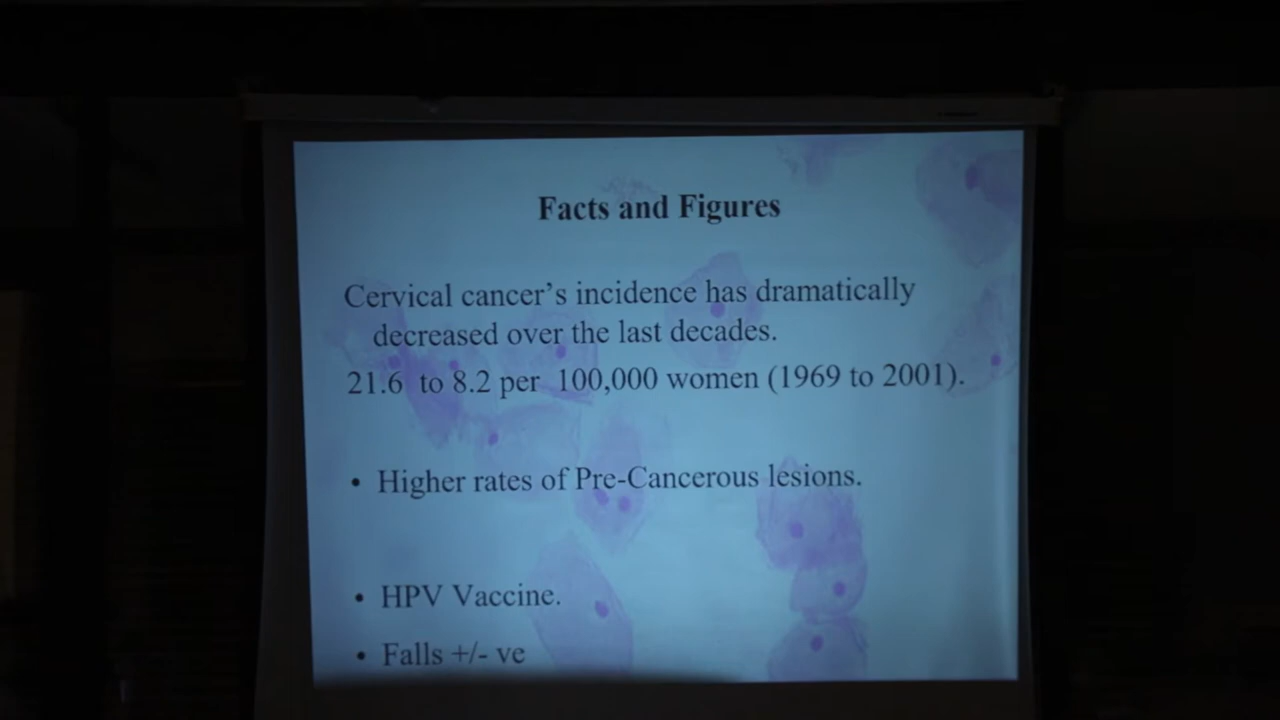 Facts and Figures
Cervical cancer’s incidence has dramatically
decreased over the last decades.
21.6 to 8.2 per 100,000 women (1969 to 2001).
• Higher rates of Pre-Cancerous lesions.
• HPV Vaccine.
• Falls +/- ve